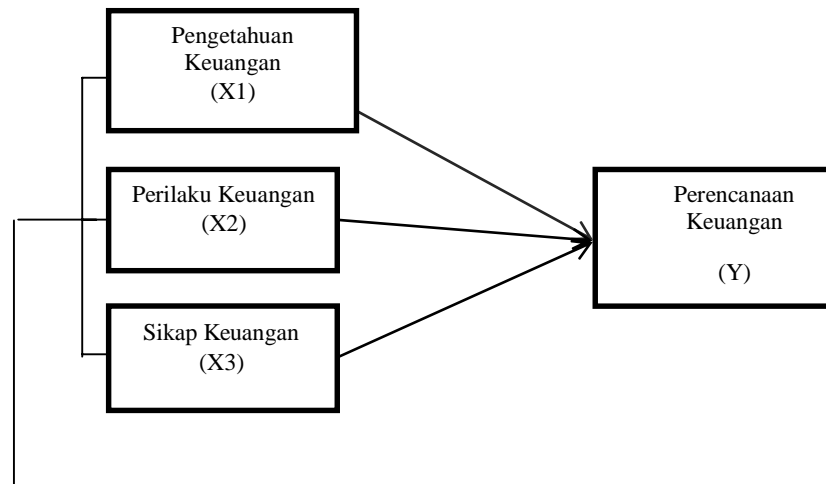 Pengetahuan
Keuangan
(X1)
Perilaku Keuangan
(X2)
Sikap Keuangan
(X3)
Perencanaan
Keuangan
(Y)